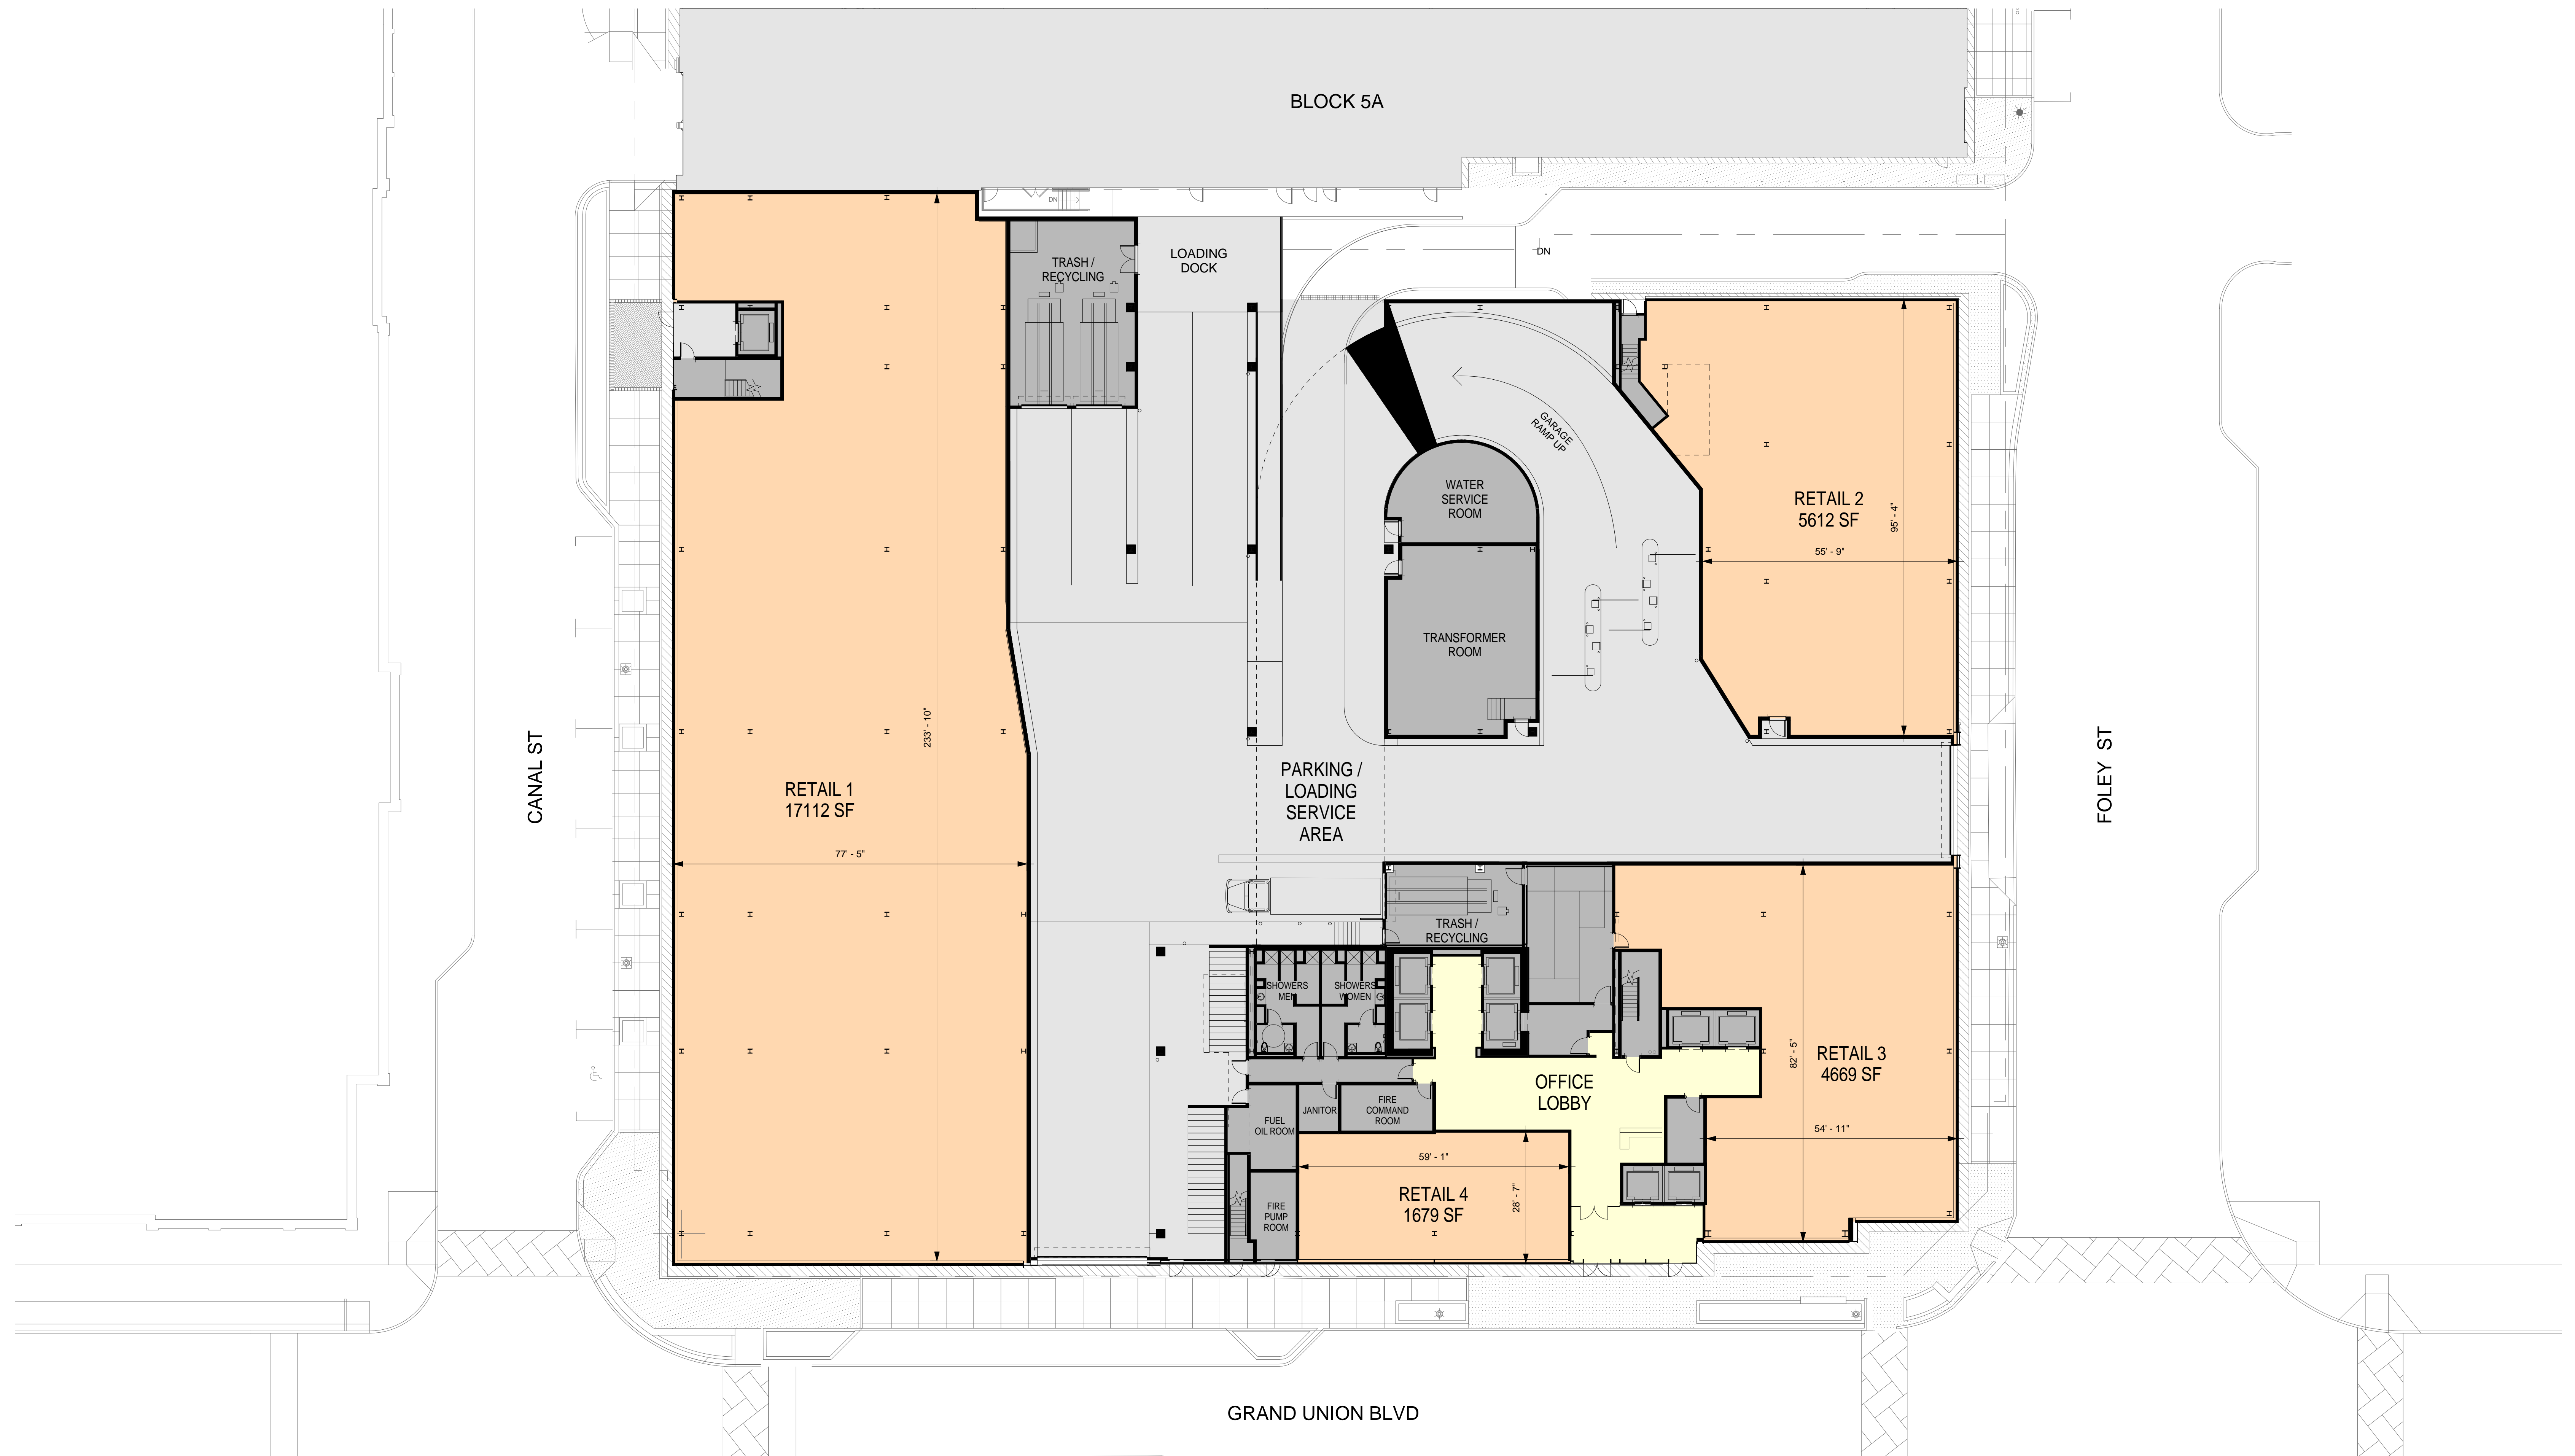 BLOCK 5A
DN
LOADING
DOCK
TRASH /
RECYCLING
DN
GARAGE
RAMP UP
WATER
SERVICE
ROOM
RETAIL 2
5612 SF
95' - 4"
55' - 9"
TRANSFORMER
ROOM
233' - 10"
CANAL ST
FOLEY ST
RETAIL 1
17112 SF
PARKING /
LOADING
SERVICE
AREA
77' - 5"
TRASH /
RECYCLING
SHOWERS
MEN
SHOWERS
WOMEN
OFFICE
LOBBY
82' - 5"
RETAIL 3
4669 SF
FUEL
OIL ROOM
JANITOR
FIRE
COMMAND
ROOM
54' - 11"
59' - 1"
RETAIL 4
1679 SF
28' - 7"
FIRE
PUMP
ROOM
GRAND UNION BLVD